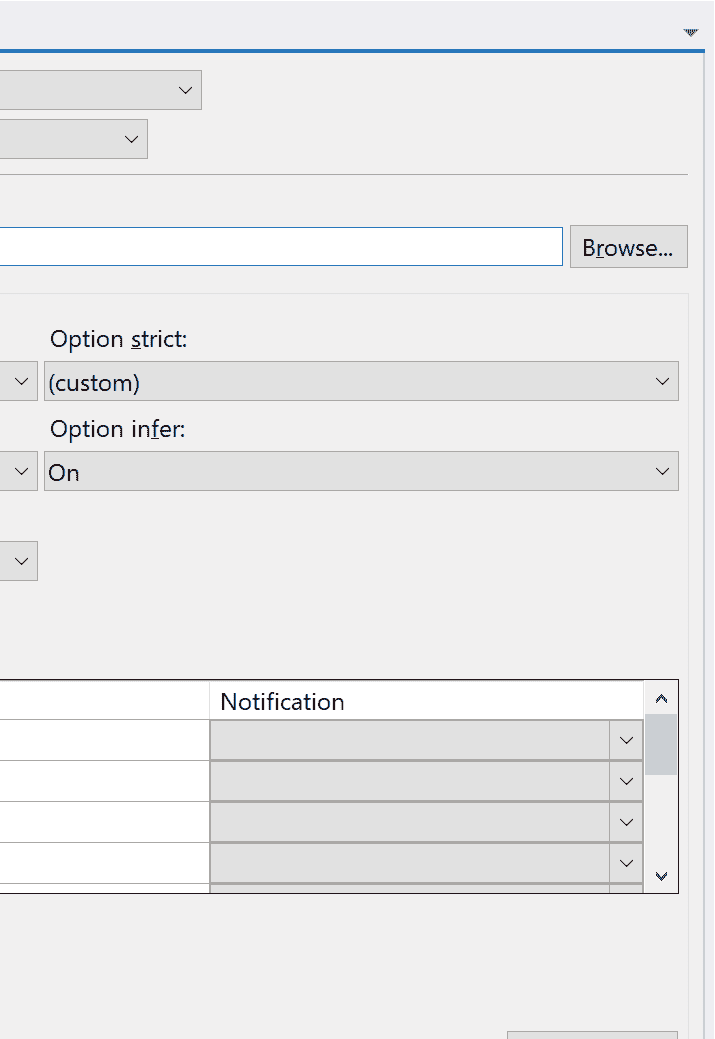 Browse...
Option strict:
(custom)
Option infer:
On
Notification